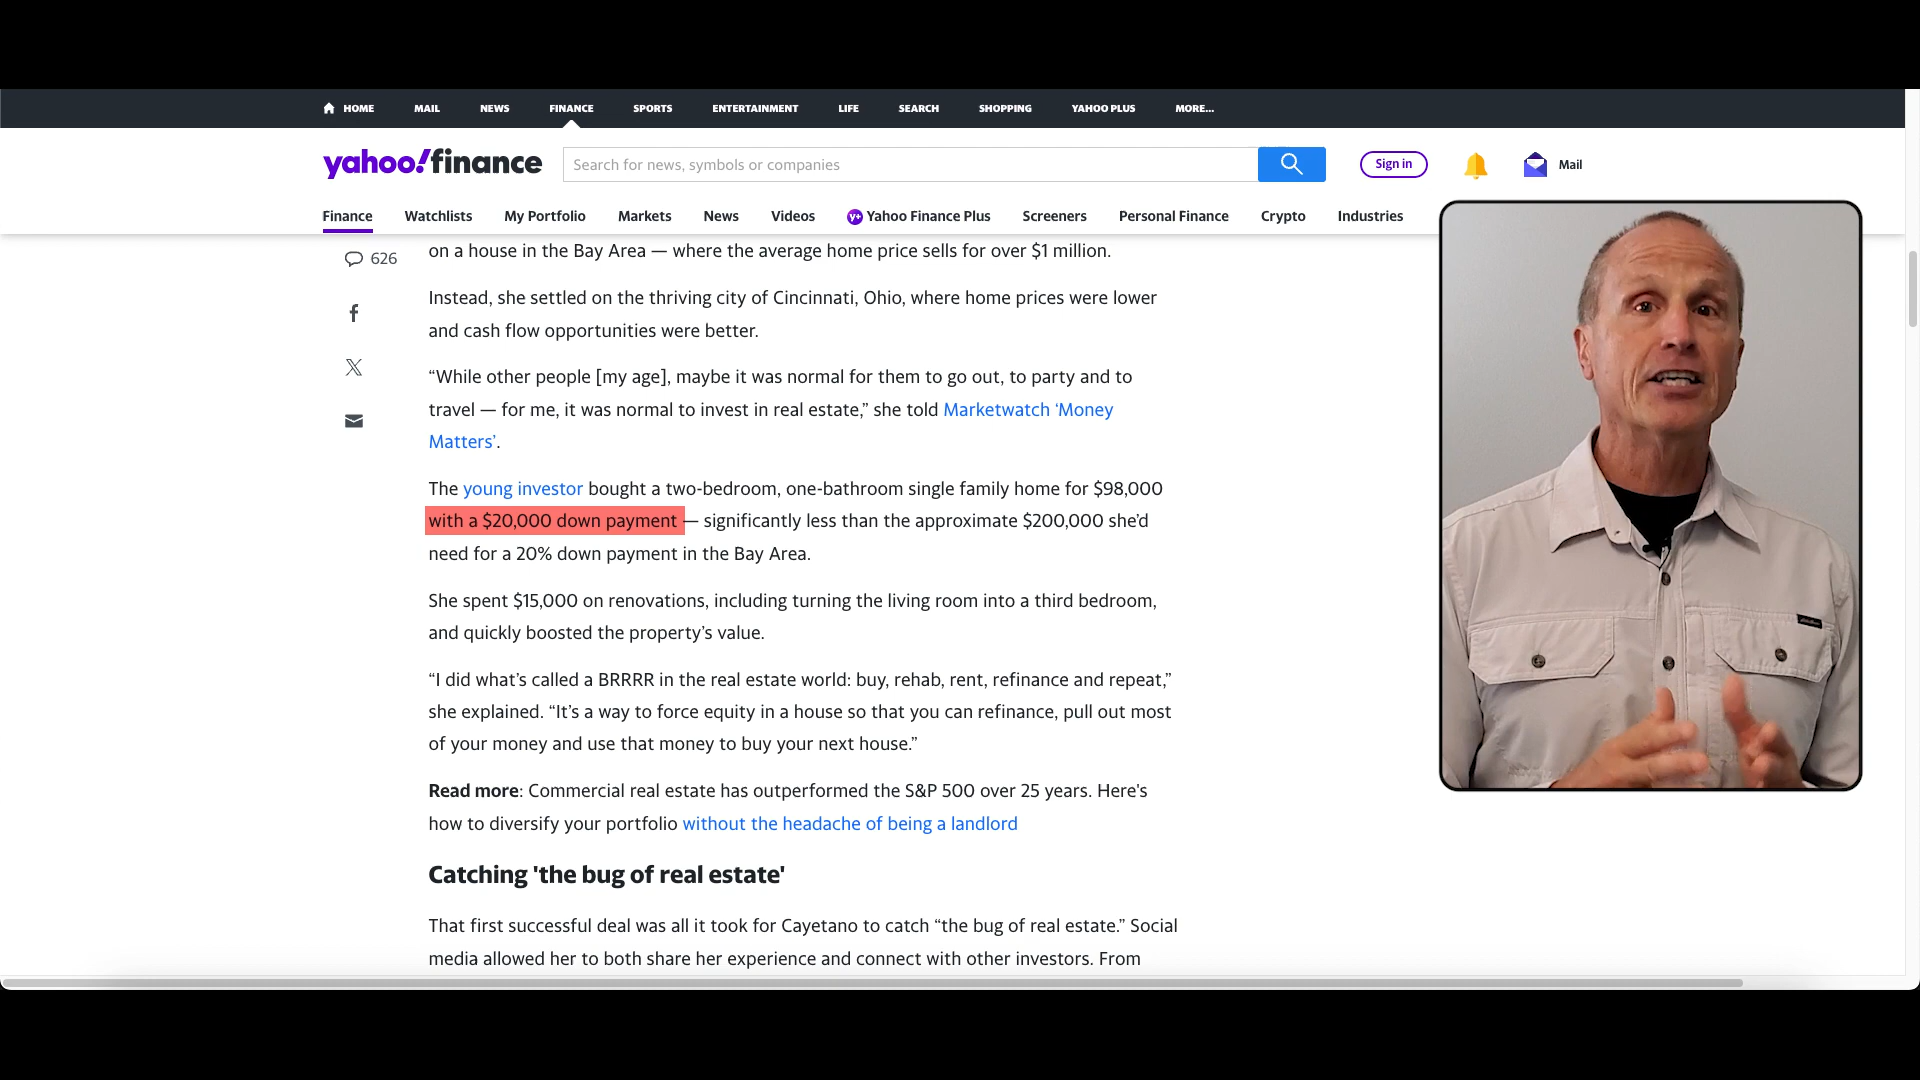 HOME MAIL NEWS FINANCE SPORTS ENTERTAINMENT LIFE SEARCH SHOPPING YAHOO PLUS MORE...
yahoo!finance Search for news, symbols or companies Sign in Mail
Finance Watchlists My Portfolio Markets News Videos Y+ Yahoo Finance Plus Screeners Personal Finance Crypto Industries
626
on a house in the Bay Area — where the average home price sells for over $1 million.
Instead, she settled on the thriving city of Cincinnati, Ohio, where home prices were lower
and cash flow opportunities were better.
“While other people [my age], maybe it was normal for them to go out, to party and to
travel — for me, it was normal to invest in real estate,” she told Marketwatch ‘Money
Matters’.
The young investor bought a two-bedroom, one-bathroom single family home for $98,000
with a $20,000 down payment — significantly less than the approximate $200,000 she’d
need for a 20% down payment in the Bay Area.
She spent $15,000 on renovations, including turning the living room into a third bedroom,
and quickly boosted the property’s value.
“I did what’s called a BRRRR in the real estate world: buy, rehab, rent, refinance and repeat,”
she explained. “It’s a way to force equity in a house so that you can refinance, pull out most
of your money and use that money to buy your next house.”
Read more: Commercial real estate has outperformed the S&P 500 over 25 years. Here's
how to diversify your portfolio without the headache of being a landlord
Catching 'the bug of real estate'
That first successful deal was all it took for Cayetano to catch “the bug of real estate.” Social
media allowed her to both share her experience and connect with other investors. From